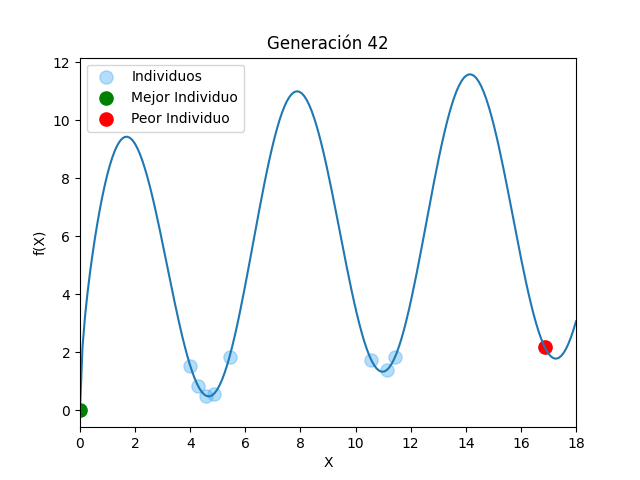 Generación 42
12
10
8
6
4
2
0
f(X)
Individuos
Mejor Individuo
Peor Individuo
0 2 4 6 8 10 12 14 16 18
X